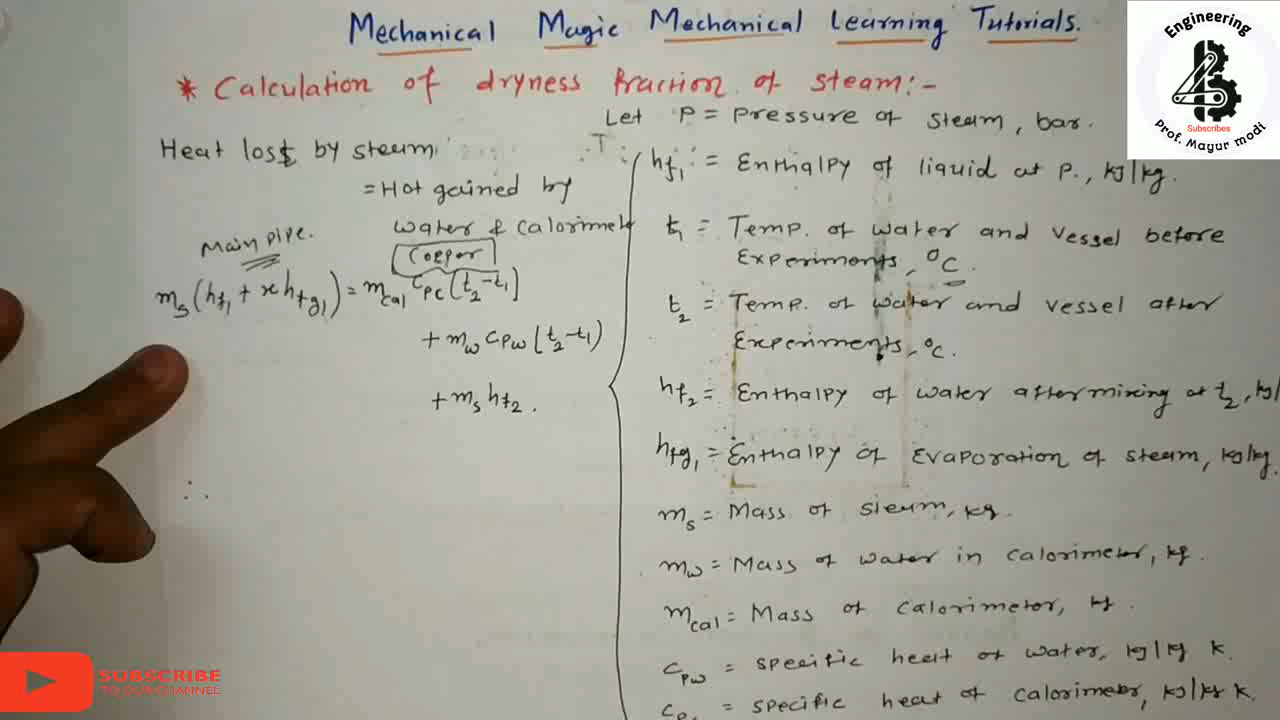 Mechanical Magic Mechanical Learning Tutorials.
* Calculation of dryness fraction of steam:-
Heat lost by steam
= Hot gained by
water & calorimeter
Main pipe.
Copper
ms(hf1 + x hfg1) = mcal cpc[t2-t1]
+ mw cpw[t2-t1]
+ ms hf2.
∴
Let P = Pressure of steam, bar.
hf1 = Enthalpy of liquid at P., kj/kg.
t1 = Temp. of water and vessel before
Experiments, °C.
t2 = Temp. of water and vessel after
Experiments, °C.
hf2 = Enthalpy of water after mixing at t2, kj/
hfg1 = Enthalpy of Evaporation of steam, kj/kg.
ms = Mass of steam, kg.
mw = Mass of water in calorimeter, kg.
mcal = Mass of calorimeter, kg.
cpw = specific heat of water, kj/kg k.
= specific heat of calorimeter, kj/kg k.
Engineering
Subscribes
Prof. Mayur modi
SUBSCRIBE
TO OUR CHANNEL